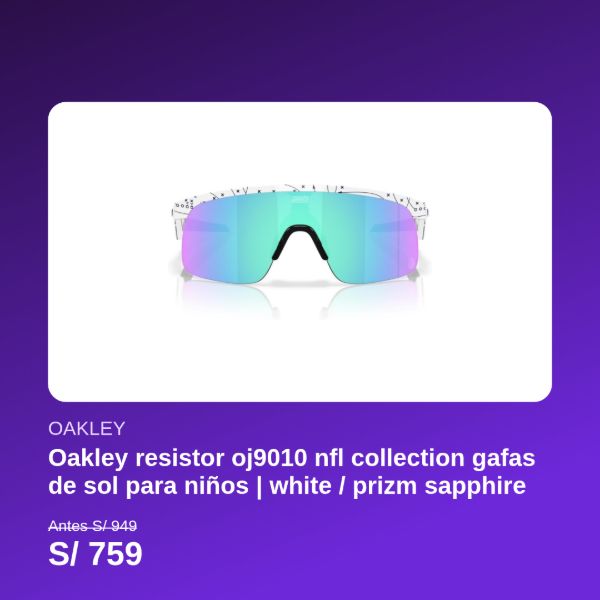 OAKLEY
Oakley resistor oj9010 nfl collection gafas
de sol para niños | white / prizm sapphire
Antes S/ 949
S/ 759